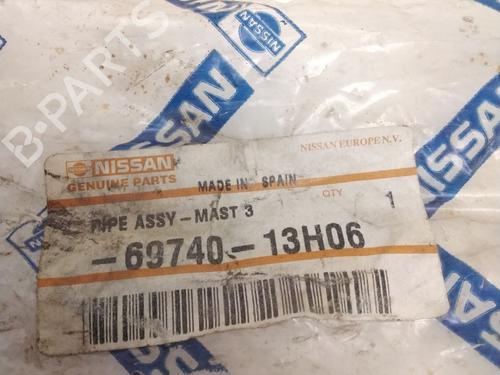 NISSAN
GENUINE PARTS
NISSAN EUROPE N.V.
MADE IN SPAIN
QTY
PIPE ASSY-MAST 3
1
-69740-13H06
NISSAN
NISSAN
NISSAN
B-PARTS